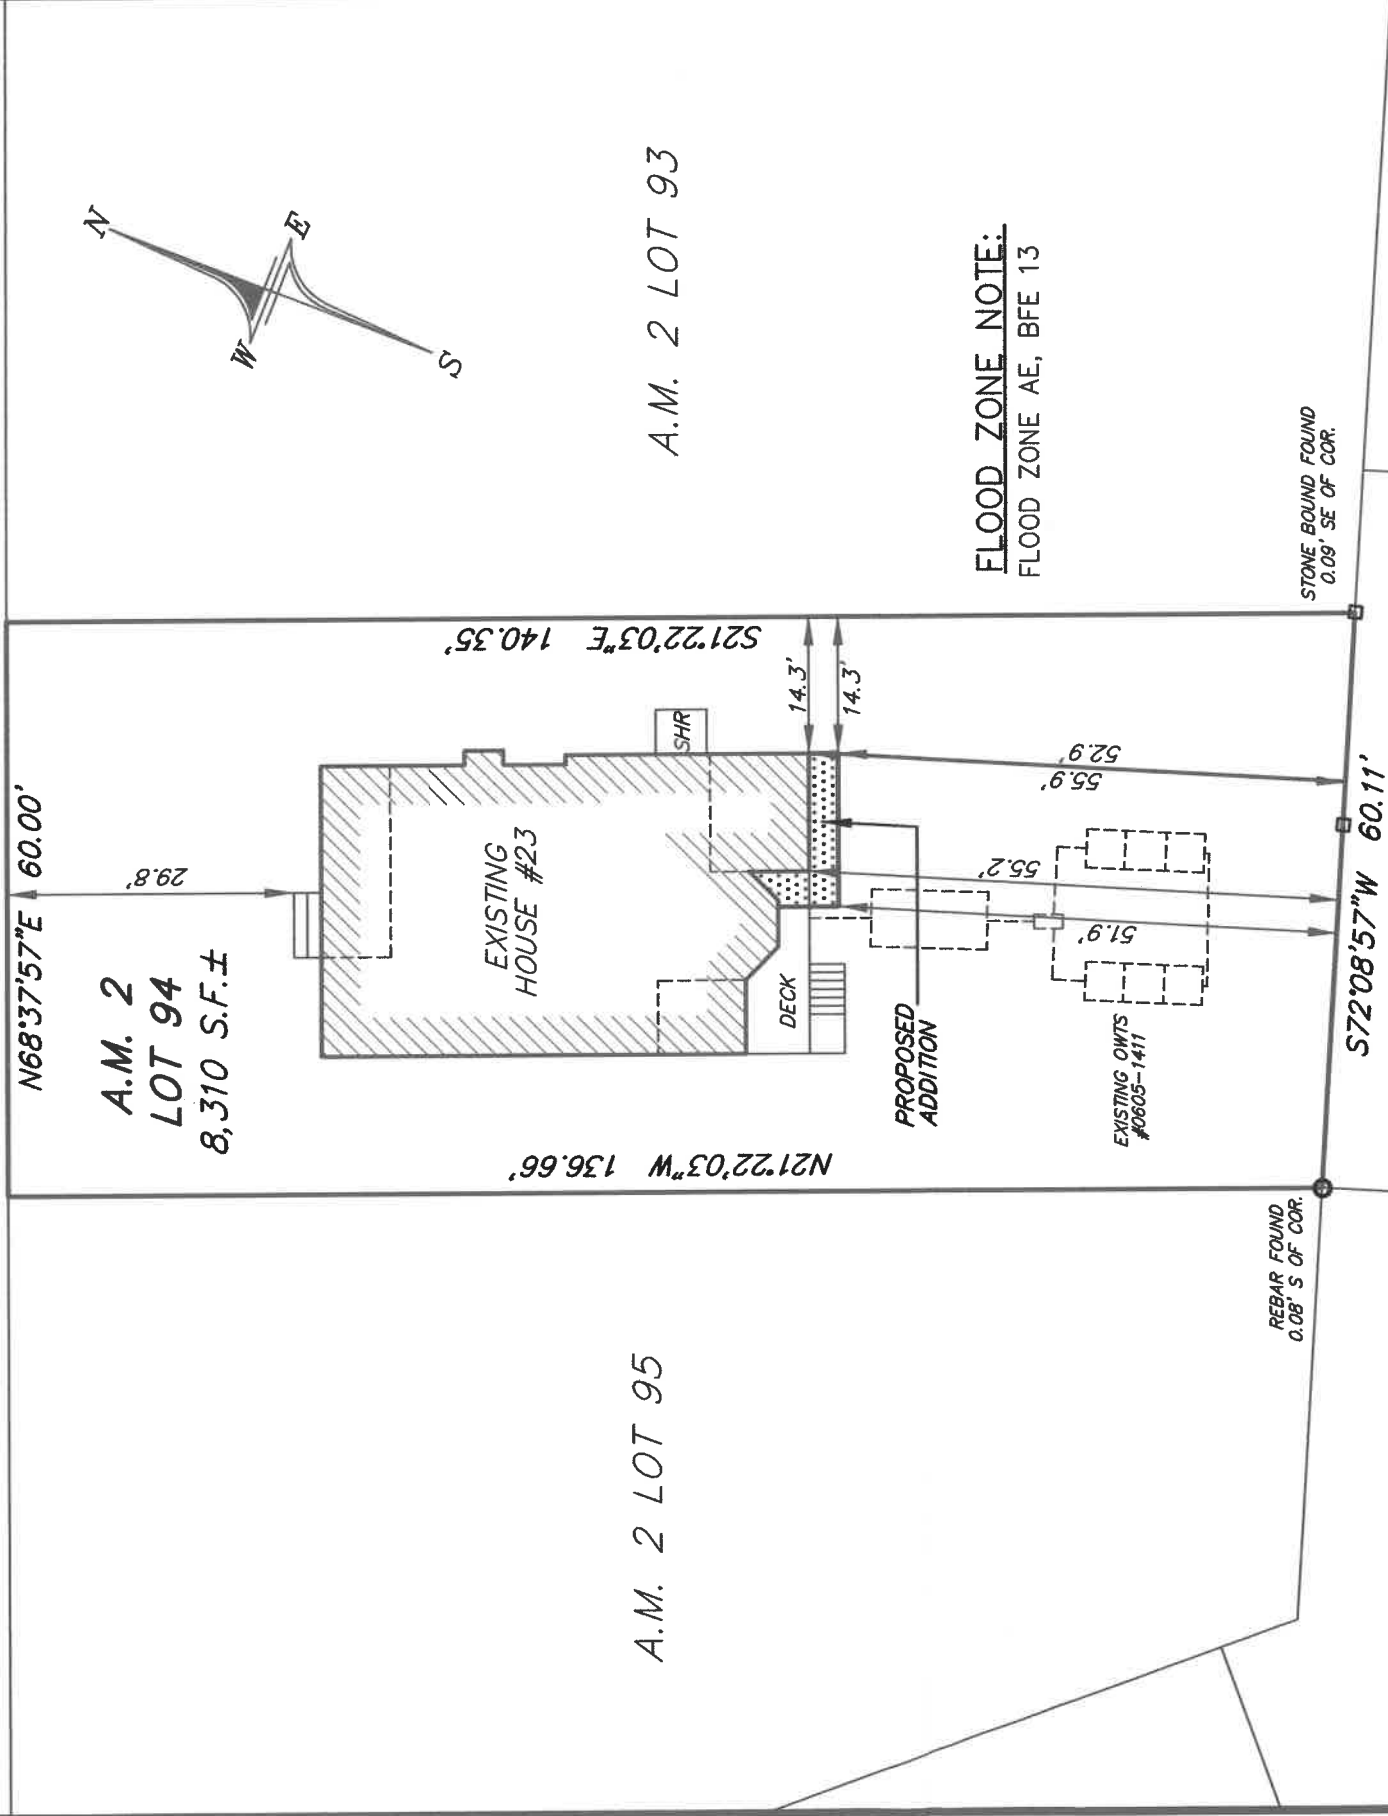 N68°37'57"E 60.00'
A.M. 2
LOT 94
8,310 S.F.±
29.8'
N
W
E
S
A.M. 2 LOT 93
A.M. 2 LOT 95
S21°22'03"E 140.35'
N21°22'03"W 136.66'
EXISTING
HOUSE #23
SHR
DECK
14.3'
14.3'
PROPOSED
ADDITION
52.9'
55.9'
55.2'
51.9'
EXISTING OWTS
#0605-1411
FLOOD ZONE NOTE:
FLOOD ZONE AE, BFE 13
STONE BOUND FOUND
0.09' SE OF COR.
REBAR FOUND
0.08' S OF COR.
S72°08'57"W 60.11'